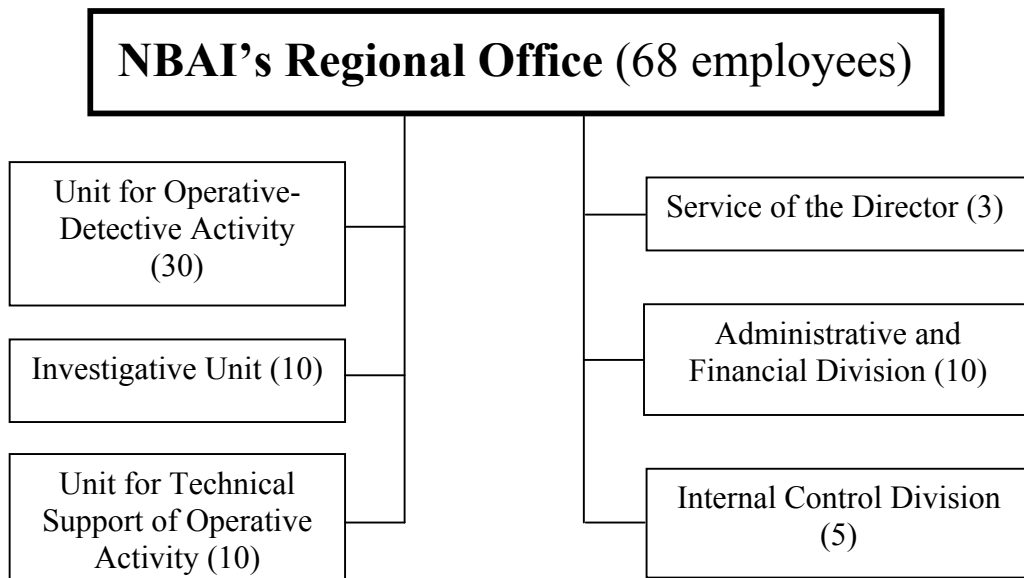 NBAI's Regional Office (68 employees)
Unit for Operative-
Detective Activity
(30)
Investigative Unit (10)
Unit for Technical
Support of Operative
Activity (10)
Service of the Director (3)
Administrative and
Financial Division (10)
Internal Control Division
(5)